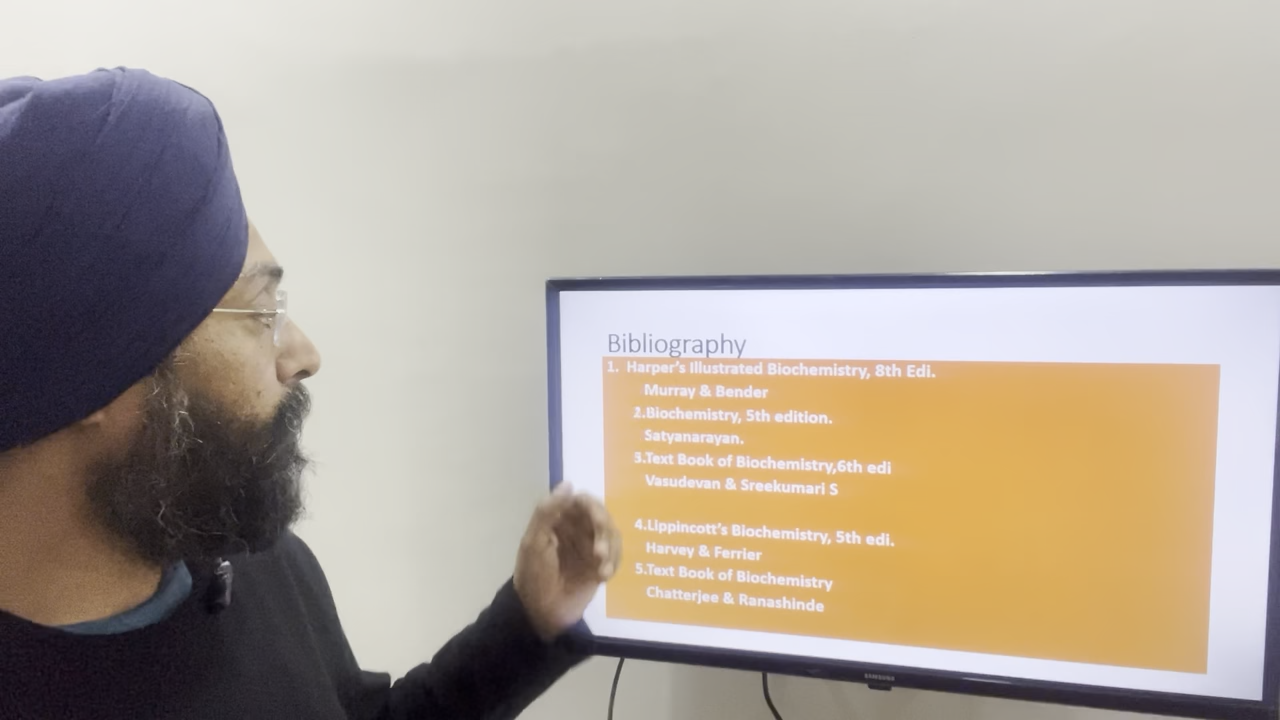 Bibliography
1. Harper's Illustrated Biochemistry, 8th Edi.
Murray & Bender
2.Biochemistry, 5th edition.
Satyanarayan.
3.Text Book of Biochemistry,6th edi
Vasudevan & Sreekumari S
4.Lippincott's Biochemistry, 5th edi.
Harvey & Ferrier
5.Text Book of Biochemistry
Chatterjee & Ranashinde
SAMSUNG